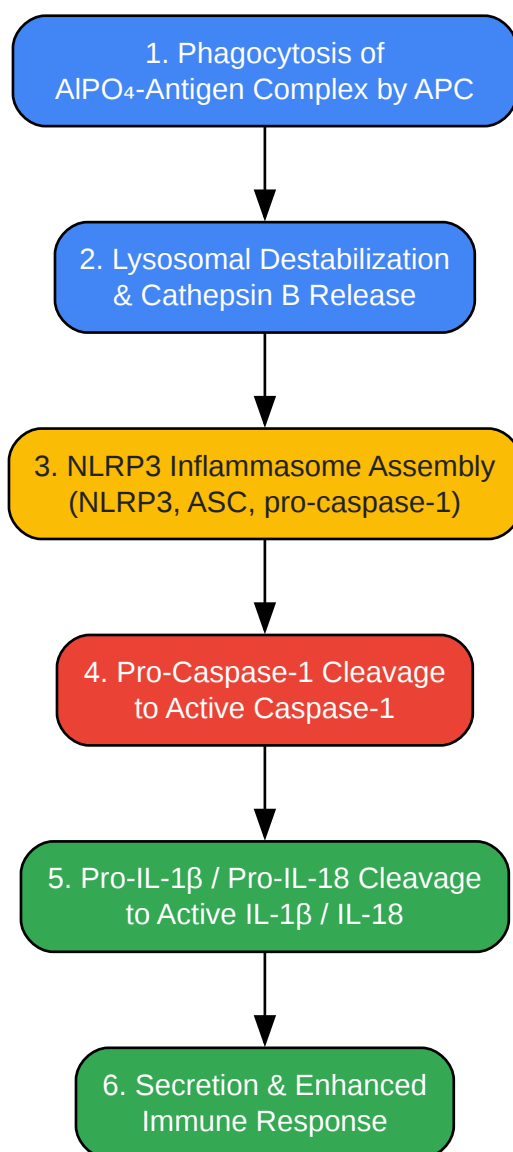 1. Phagocytosis of
AlPO₄-Antigen Complex by APC
2. Lysosomal Destabilization
& Cathepsin B Release
3. NLRP3 Inflammasome Assembly
(NLRP3, ASC, pro-caspase-1)
4. Pro-Caspase-1 Cleavage
to Active Caspase-1
5. Pro-IL-1β / Pro-IL-18 Cleavage
to Active IL-1β / IL-18
6. Secretion & Enhanced
Immune Response